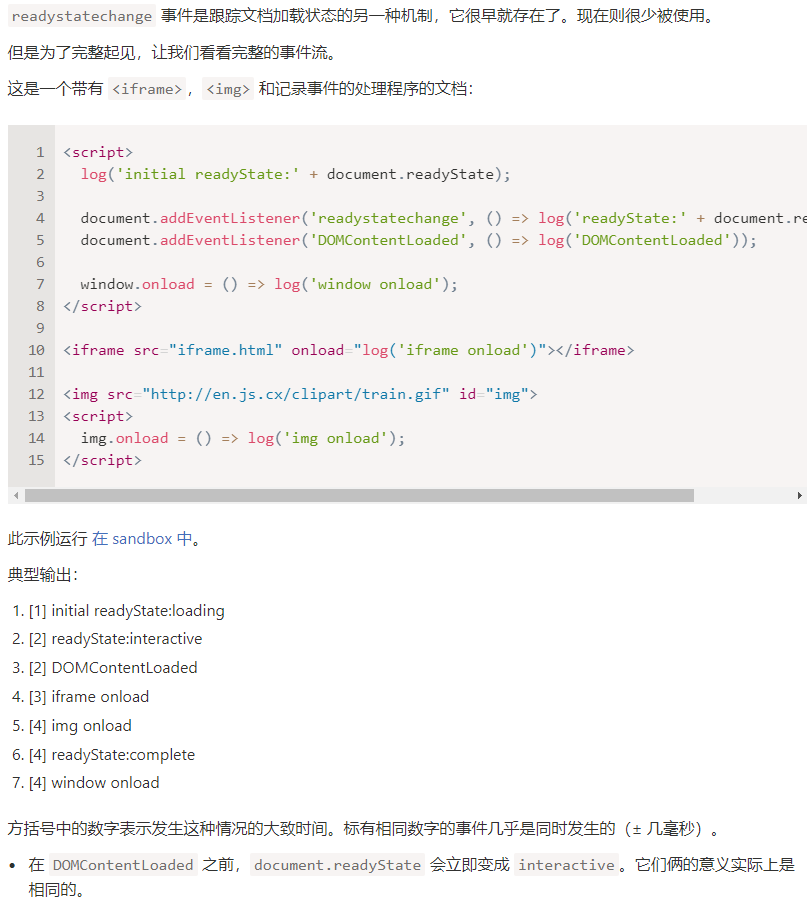 readystatechange 事件是跟踪文档加载状态的另一种机制，它很早就存在了。现在则很少被使用。
但是为了完整起见，让我们看看完整的事件流。
这是一个带有 <iframe>，<img> 和记录事件的处理程序的文档：
1 <script>
2   log('initial readyState:' + document.readyState);
3
4   document.addEventListener('readystatechange', () => log('readyState:' + document.re
5   document.addEventListener('DOMContentLoaded', () => log('DOMContentLoaded'));
6
7   window.onload = () => log('window onload');
8 </script>
9
10 <iframe src="iframe.html" onload="log('iframe onload')"></iframe>
11
12 <img src="http://en.js.cx/clipart/train.gif" id="img">
13 <script>
14   img.onload = () => log('img onload');
15 </script>
此示例运行 在 sandbox 中。
典型输出：
1. [1] initial readyState:loading
2. [2] readyState:interactive
3. [2] DOMContentLoaded
4. [3] iframe onload
5. [4] img onload
6. [4] readyState:complete
7. [4] window onload
方括号中的数字表示发生这种情况的大致时间。标有相同数字的事件几乎是同时发生的（± 几毫秒）。
• 在 DOMContentLoaded 之前，document.readyState 会立即变成 interactive。它们俩的意义实际上是
相同的。